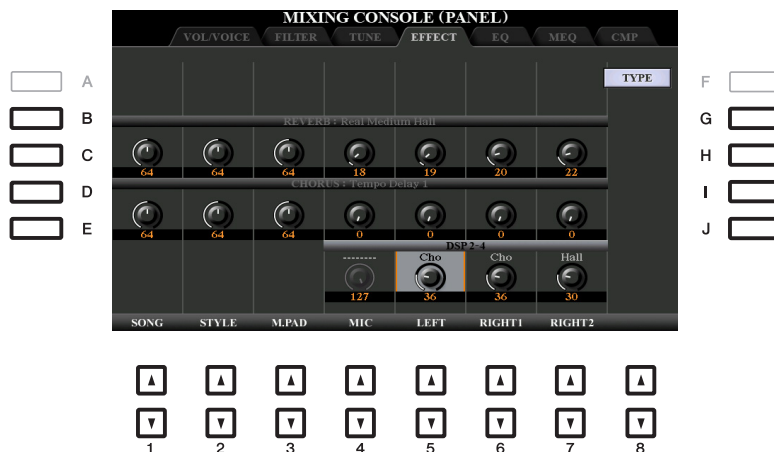 MIXING CONSOLE (PANEL)
VOL/VOICE FILTER TUNE EFFECT EQ MEQ CMP
A TYPE F
B G
REVERB : Real Medium Hall
C H
64 64 64 18 19 20 22
CHORUS : Tempo Delay 1
D I
E J
64 64 64 0 0 0 0
DSP 2-4
-------- Cho Cho Hall
127 36 36 30
SONG STYLE M.PAD MIC LEFT RIGHT1 RIGHT2
1 2 3 4 5 6 7 8